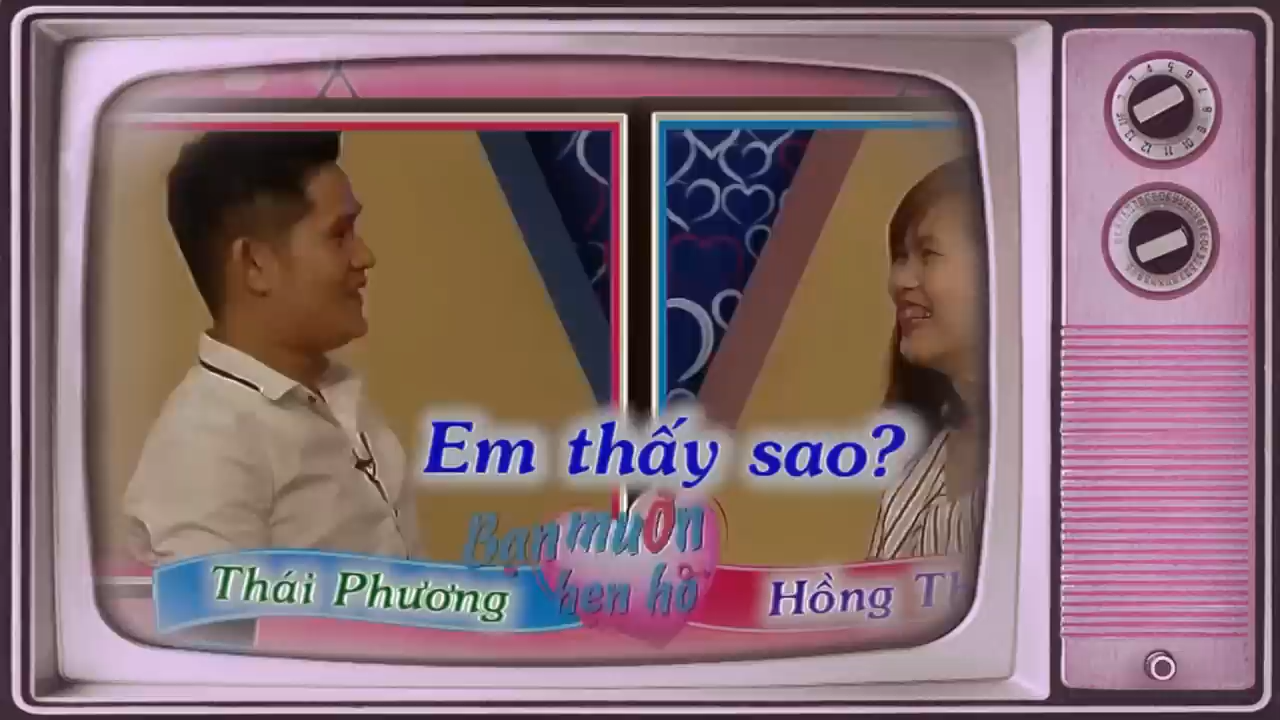 Em thấy sao?
Bạn muốn
hẹn hò
Thái Phương
Hồng